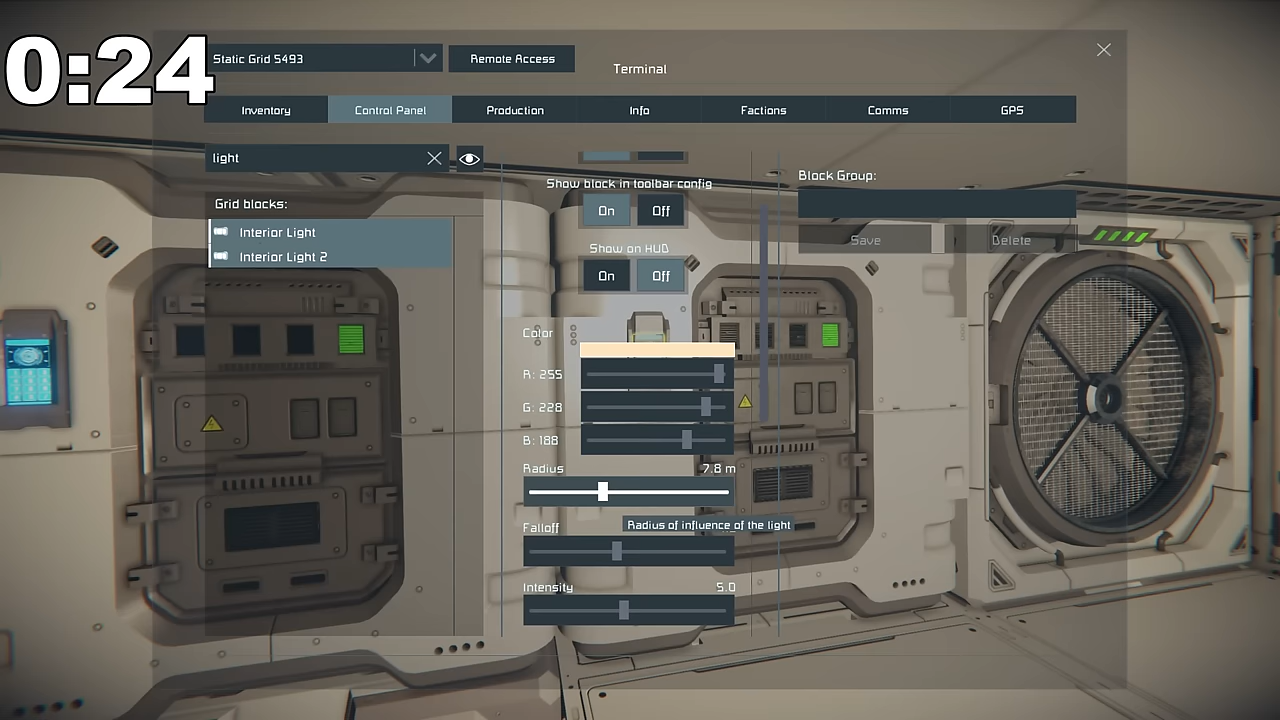 0:24
Static Grid 5493
Remote Access
Terminal
Inventory
Control Panel
Production
Info
Factions
Comms
GPS
light
Grid blocks:
Interior Light
Interior Light 2
Show block in toolbar config
On
Off
Show on HUD
On
Off
Color
R: 255
G: 228
B: 188
Radius
7.8 m
Radius of influence of the light
Falloff
Intensity
5.0
Block Group:
Save
Delete